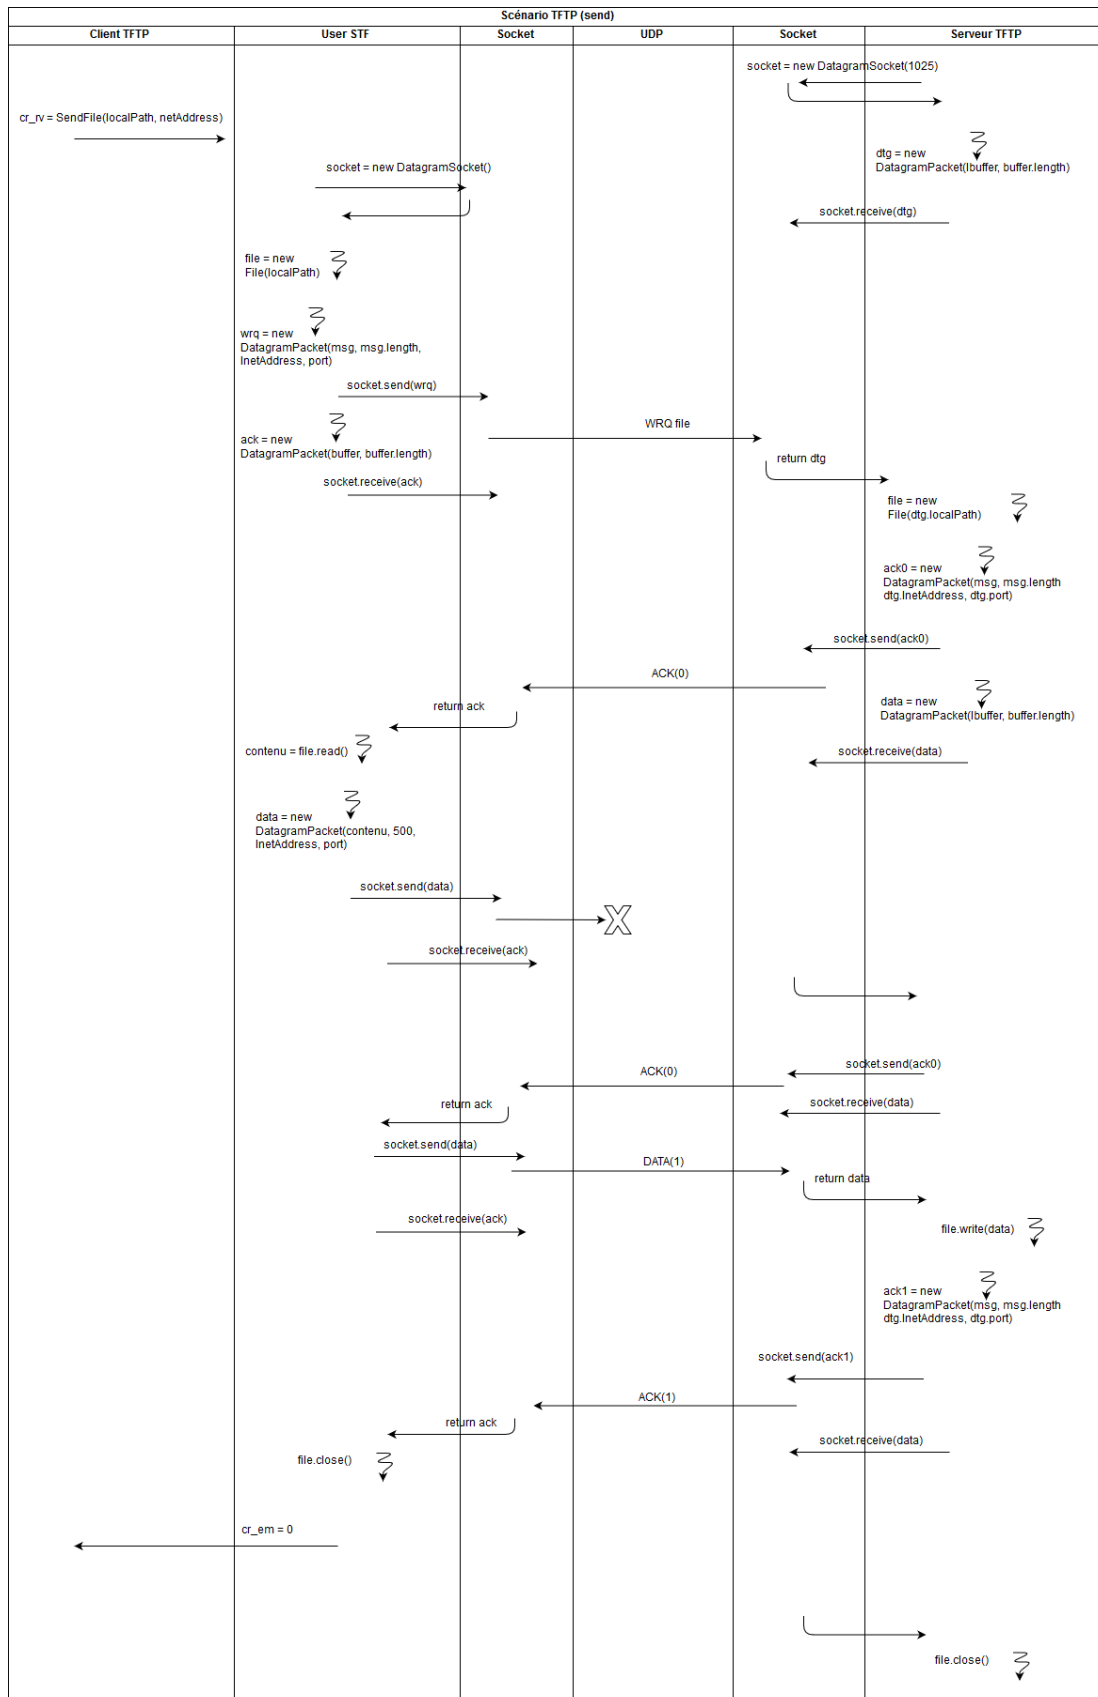 Scénario TFTP (send)
Client TFTP
User STF
Socket
UDP
Socket
Serveur TFTP
socket = new DatagramSocket(1025)
cr_rv = SendFile(localPath, netAddress)
dtg = new
DatagramPacket(lbuffer, buffer.length)
socket = new DatagramSocket()
socket.receive(dtg)
file = new
File(localPath)
wrq = new
DatagramPacket(msg, msg.length,
InetAddress, port)
socket.send(wrq)
WRQ file
ack = new
DatagramPacket(buffer, buffer.length)
return dtg
socket.receive(ack)
file = new
File(dtg.localPath)
ack0 = new
DatagramPacket(msg, msg.length
dtg.InetAddress, dtg.port)
socket.send(ack0)
ACK(0)
data = new
DatagramPacket(lbuffer, buffer.length)
return ack
contenu = file.read()
socket.receive(data)
data = new
DatagramPacket(contenu, 500,
InetAddress, port)
socket.send(data)
X
socket.receive(ack)
socket.send(ack0)
ACK(0)
return ack
socket.receive(data)
socket.send(data)
DATA(1)
return data
socket.receive(ack)
file.write(data)
ack1 = new
DatagramPacket(msg, msg.length
dtg.InetAddress, dtg.port)
socket.send(ack1)
ACK(1)
return ack
socket.receive(data)
file.close()
cr_em = 0
file.close()